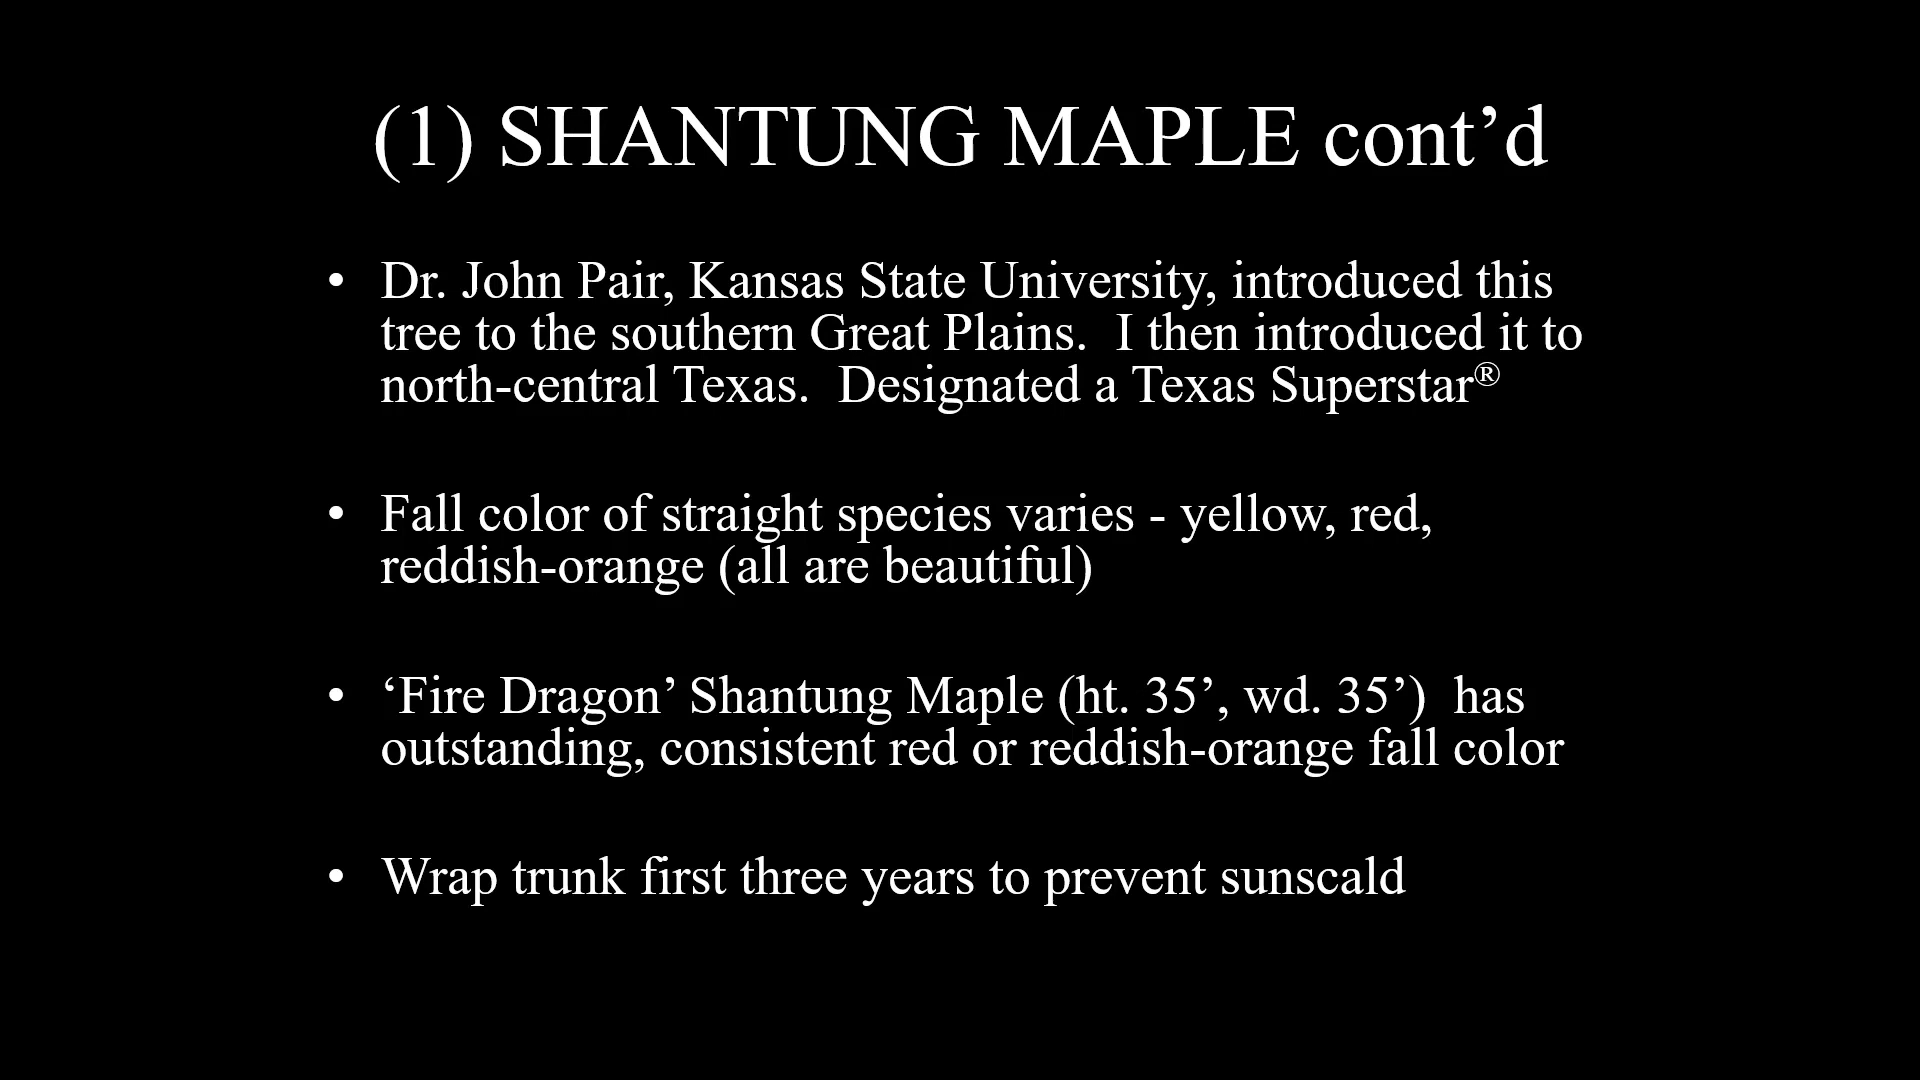 (1) SHANTUNG MAPLE cont’d
• Dr. John Pair, Kansas State University, introduced this
tree to the southern Great Plains.  I then introduced it to
north-central Texas.  Designated a Texas Superstar®
• Fall color of straight species varies - yellow, red,
reddish-orange (all are beautiful)
• ‘Fire Dragon’ Shantung Maple (ht. 35’, wd. 35’)  has
outstanding, consistent red or reddish-orange fall color
• Wrap trunk first three years to prevent sunscald